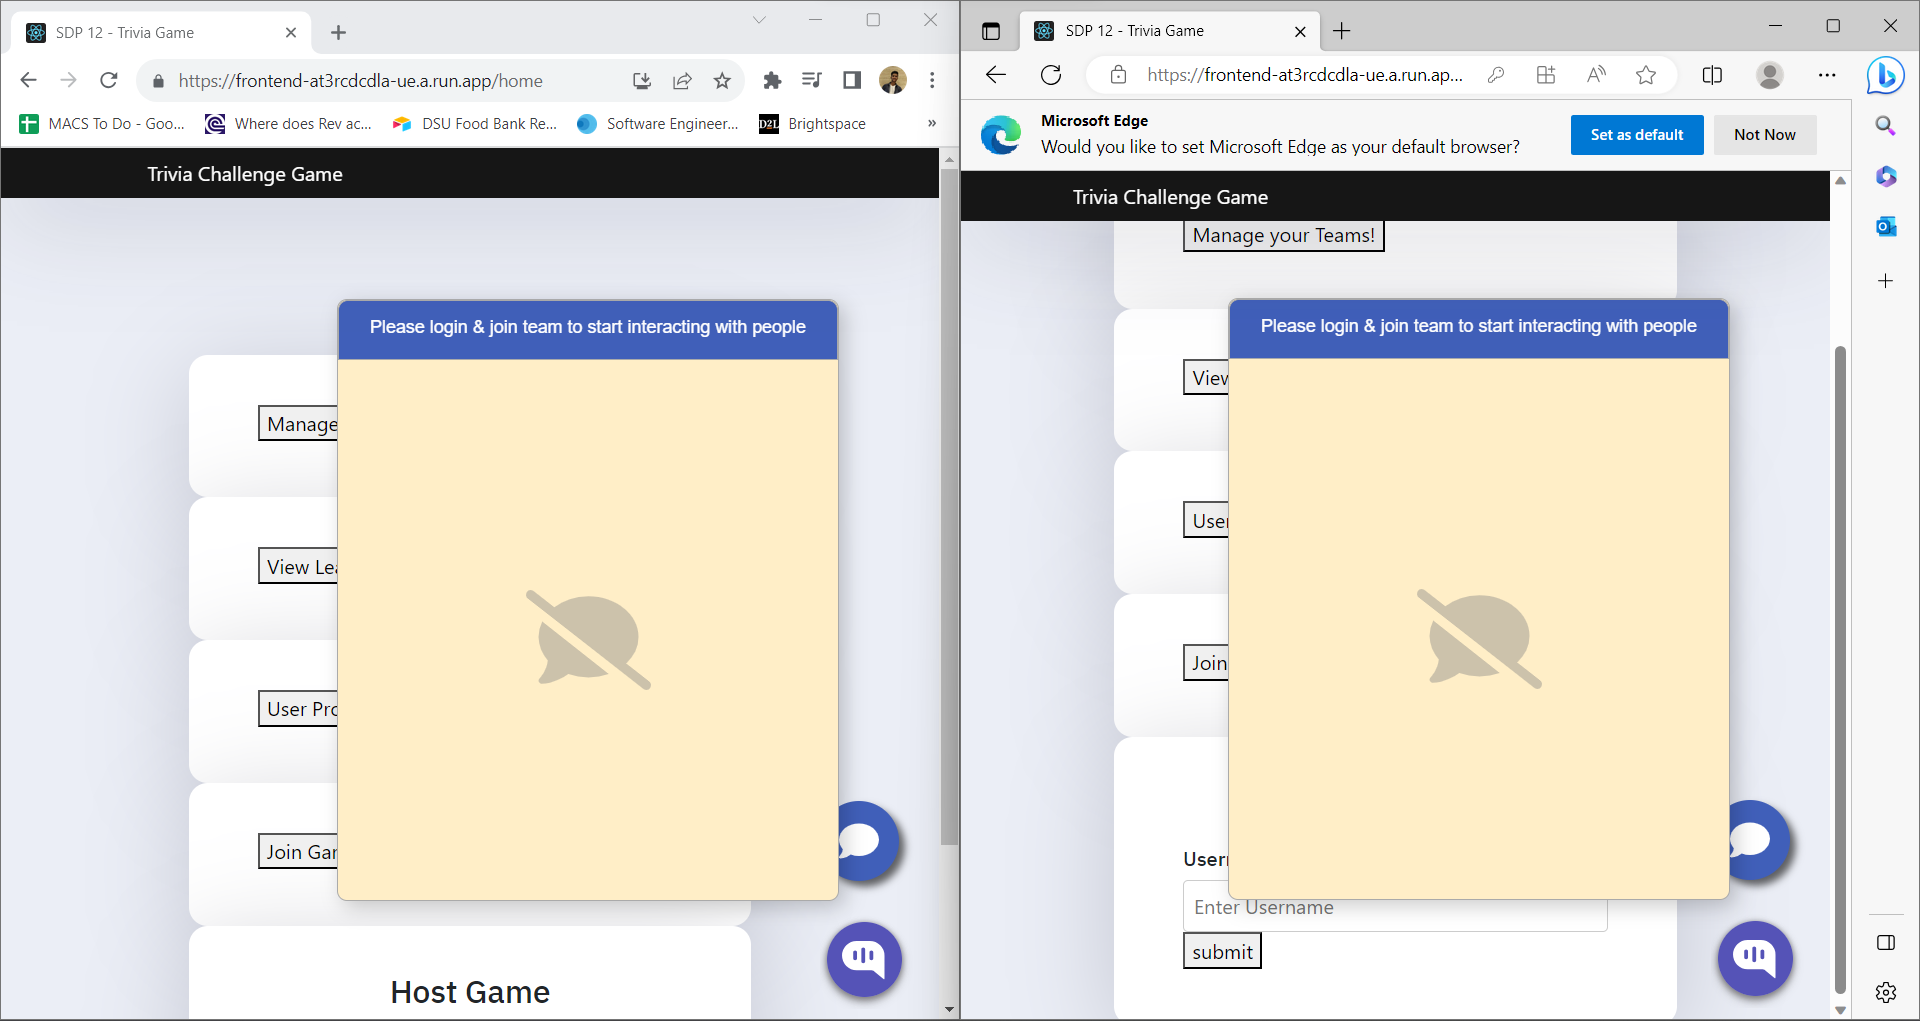 SDP 12 - Trivia Game
https://frontend-at3rcdcdla-ue.a.run.app/home
MACS To Do - Goo...
Where does Rev ac...
DSU Food Bank Re...
Software Engineer...
D2L
Brightspace
»
Trivia Challenge Game
Please login & join team to start interacting with people
Manage
View Lea
User Pro
Join Gar
Host Game
SDP 12 - Trivia Game
https://frontend-at3rcdcdla-ue.a.run.ap...
Microsoft Edge
Would you like to set Microsoft Edge as your default browser?
Set as default
Not Now
Trivia Challenge Game
Manage your Teams!
Please login & join team to start interacting with people
View
User
Join
Usern
Enter Username
submit